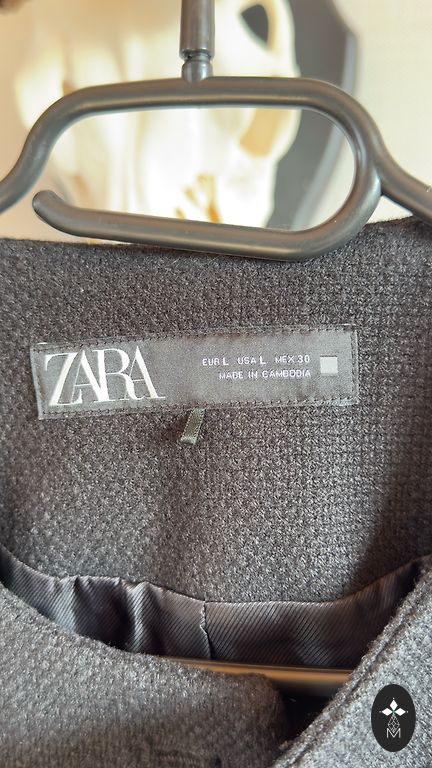 ZARA
EUR L USA L MEX 30
MADE IN CAMBODIA
M